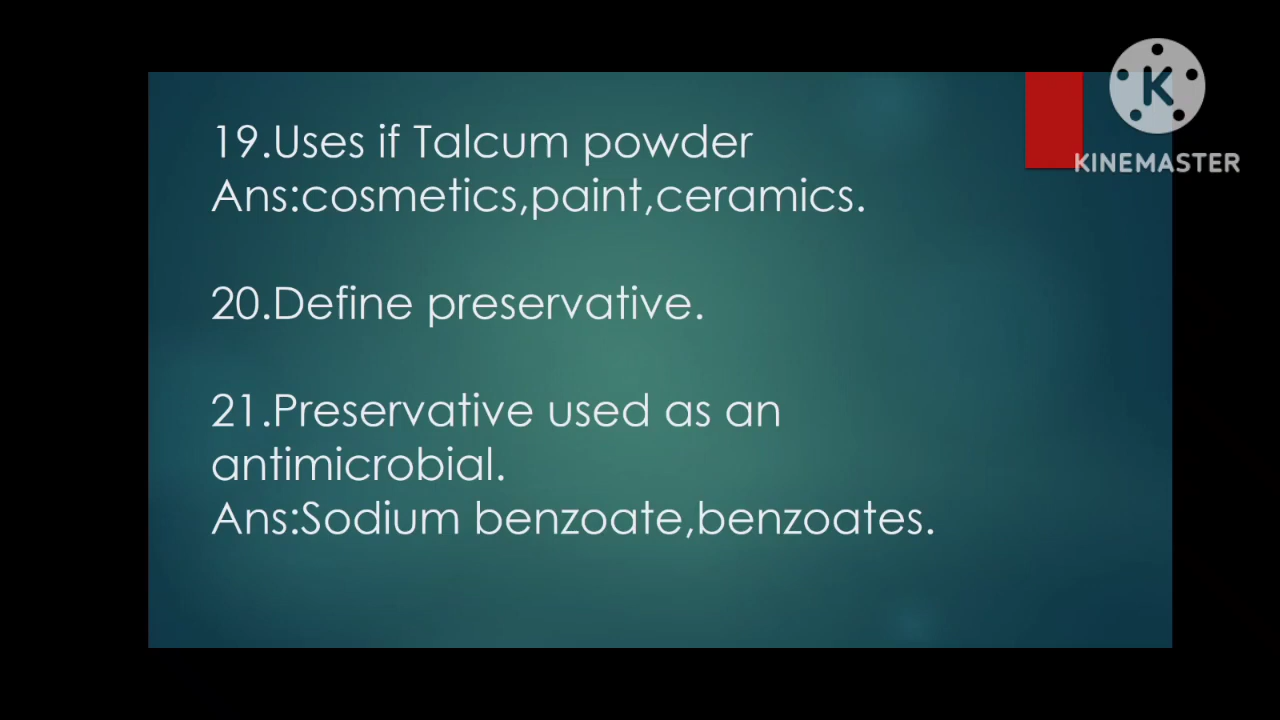 19.Uses if Talcum powder
Ans:cosmetics,paint,ceramics.
20.Define preservative.
21.Preservative used as an
antimicrobial.
Ans:Sodium benzoate,benzoates.
K
KINEMASTER